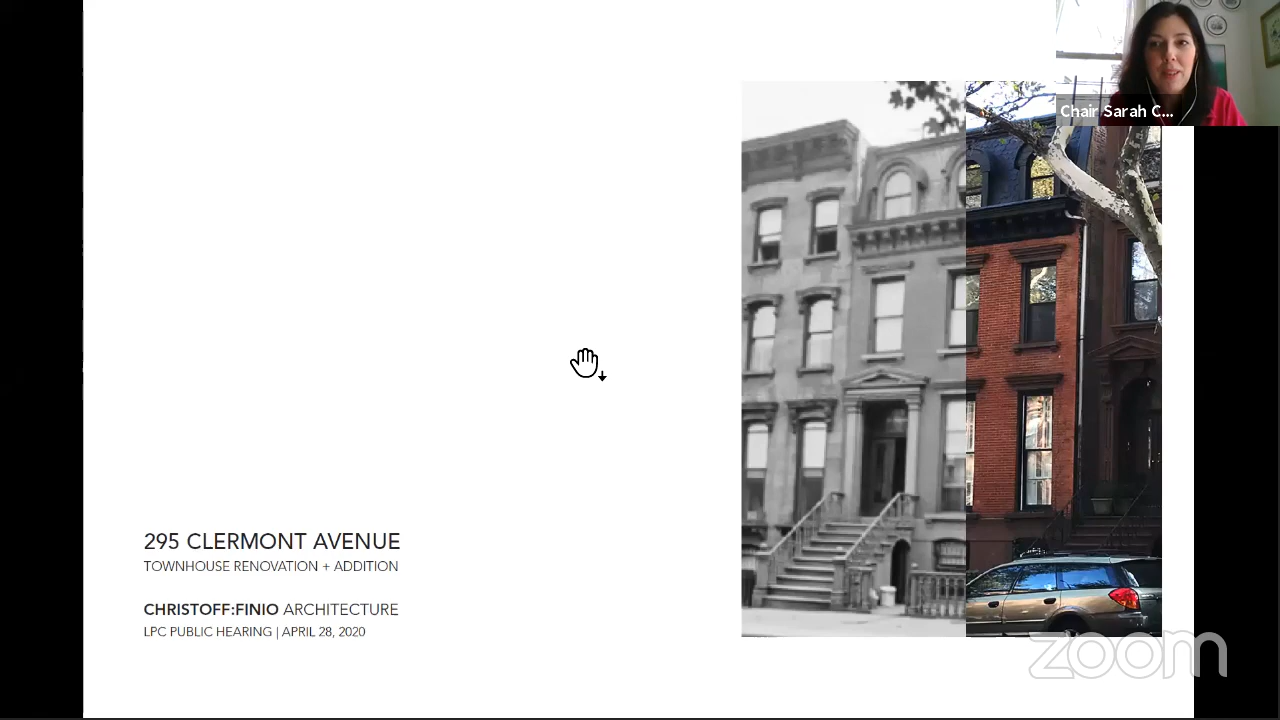 Chair Sarah C...
295 CLERMONT AVENUE
TOWNHOUSE RENOVATION + ADDITION
CHRISTOFF:FINIO ARCHITECTURE
LPC PUBLIC HEARING | APRIL 28, 2020
zoom